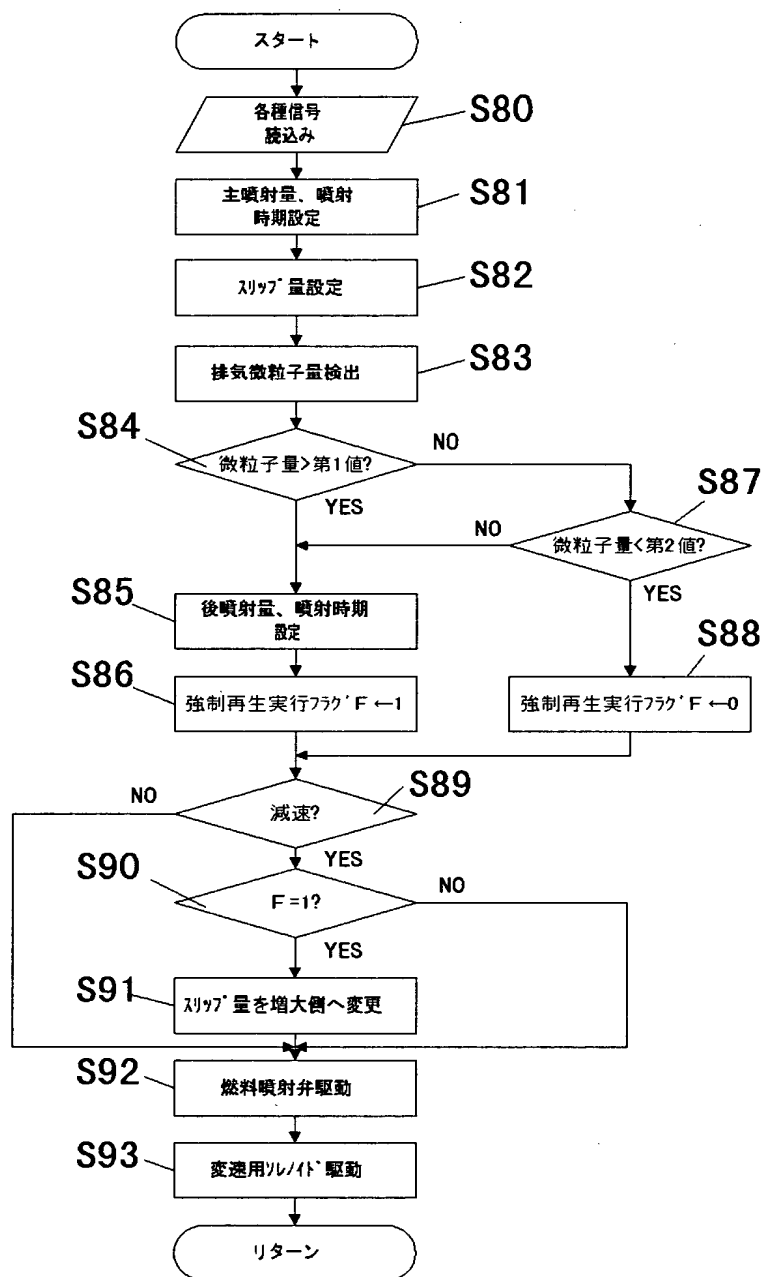 スタート
各種信号
読込み
S80
主噴射量、噴射
時期設定
S81
ｽﾘｯﾌﾟ量設定
S82
排気微粒子量検出
S83
S84
微粒子量>第1値?
NO
YES
S87
微粒子量<第2値?
NO
YES
S85
後噴射量、噴射時期
設定
S86
強制再生実行ﾌﾗｸﾞF←1
S88
強制再生実行ﾌﾗｸﾞF←0
S89
減速?
NO
YES
S90
F=1?
NO
YES
S91
ｽﾘｯﾌﾟ量を増大側へ変更
S92
燃料噴射弁駆動
S93
変速用ｿﾚﾉｲﾄﾞ駆動
リターン